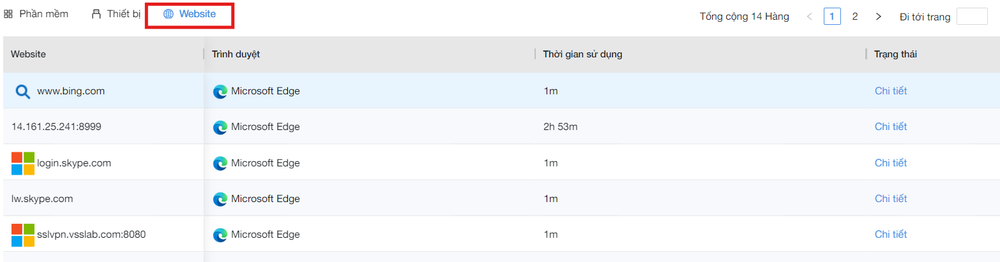 Phần mềm Thiết bị Website Tổng cộng 14 Hàng < 1 2 > Đi tới trang
Website Trình duyệt Thời gian sử dụng Trạng thái
www.bing.com Microsoft Edge 1m Chi tiết
14.161.25.241:8999 Microsoft Edge 2h 53m Chi tiết
login.skype.com Microsoft Edge 1m Chi tiết
lw.skype.com Microsoft Edge 1m Chi tiết
sslvpn.vsslab.com:8080 Microsoft Edge 1m Chi tiết